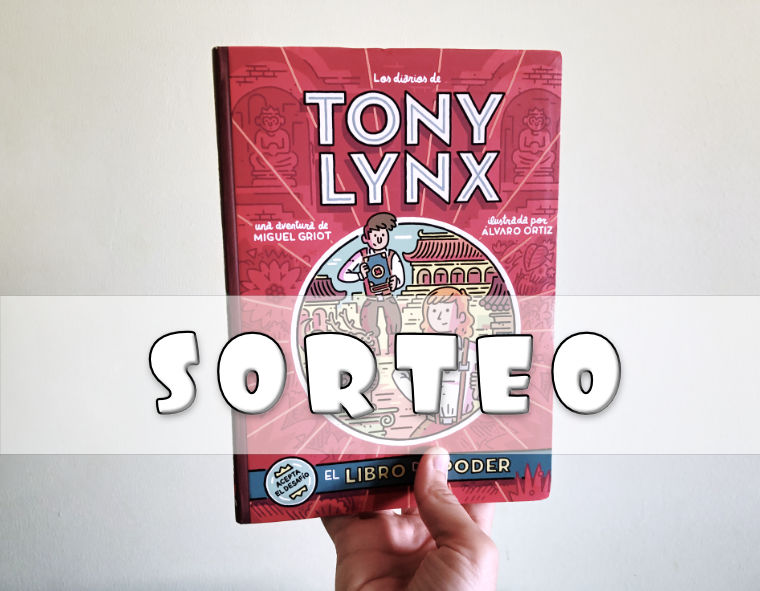 Los diarios de
TONY
LYNX
una aventura de
MIGUEL GRIOT
ilustrada por
ÁLVARO ORTIZ
SORTEO
ACEPTA
EL DESAFÍO
EL LIBRO D PODER